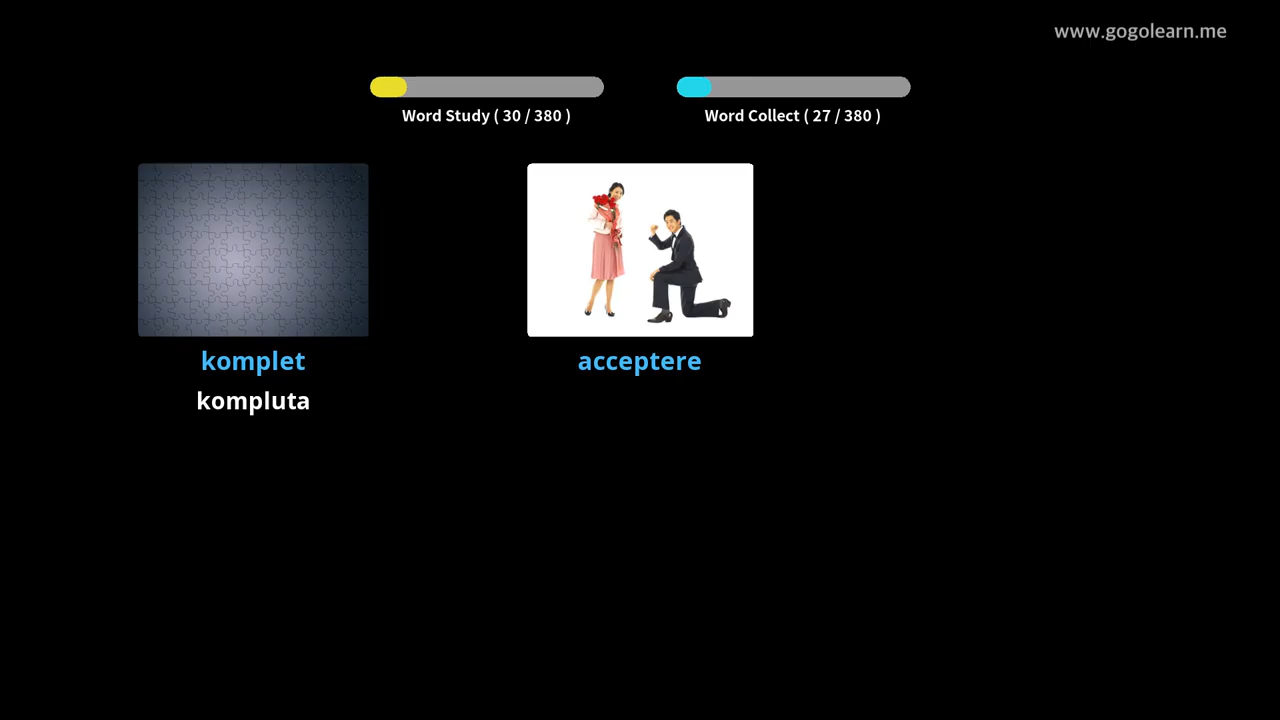 www.gogolearn.me
Word Study ( 30 / 380 )
Word Collect ( 27 / 380 )
komplet
acceptere
kompluta